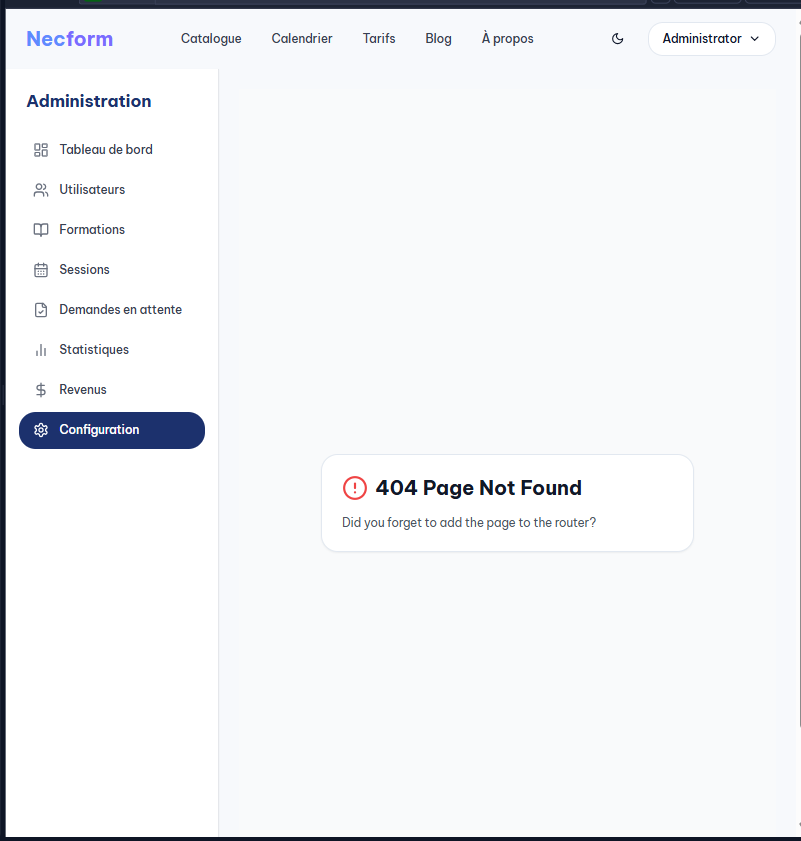 Necform
Catalogue
Calendrier
Tarifs
Blog
À propos
Administrator
Administration
Tableau de bord
Utilisateurs
Formations
Sessions
Demandes en attente
Statistiques
Revenus
Configuration
404 Page Not Found
Did you forget to add the page to the router?